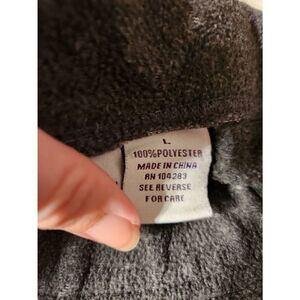 L
100%POLYESTER
MADE IN CHINA
RN 104283
SEE REVERSE
FOR CARE